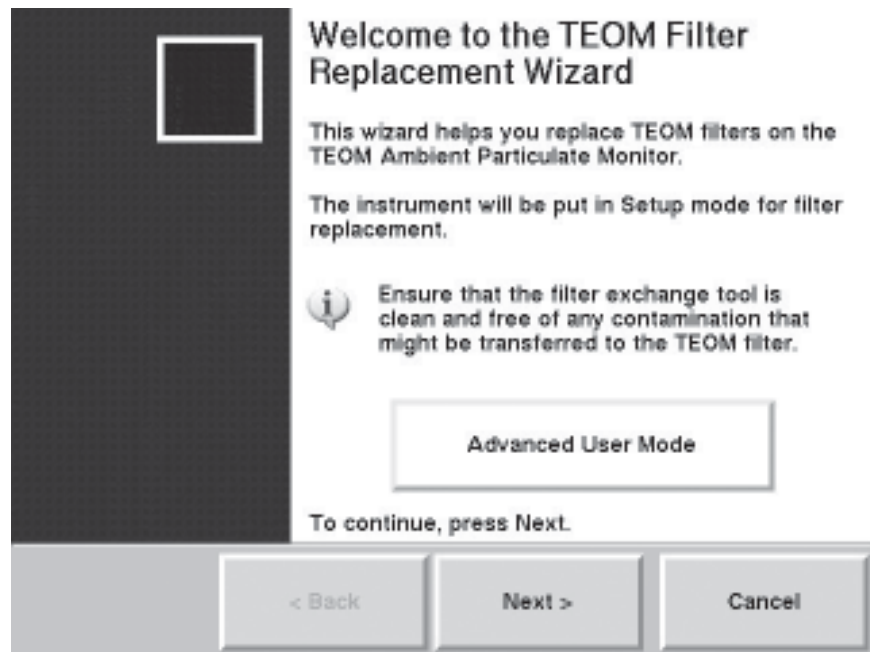 Welcome to the TEOM Filter
Replacement Wizard
This wizard helps you replace TEOM filters on the
TEOM Ambient Particulate Monitor.
The instrument will be put in Setup mode for filter
replacement.
Ensure that the filter exchange tool is
clean and free of any contamination that
might be transferred to the TEOM filter.
Advanced User Mode
To continue, press Next.
< Back
Next >
Cancel